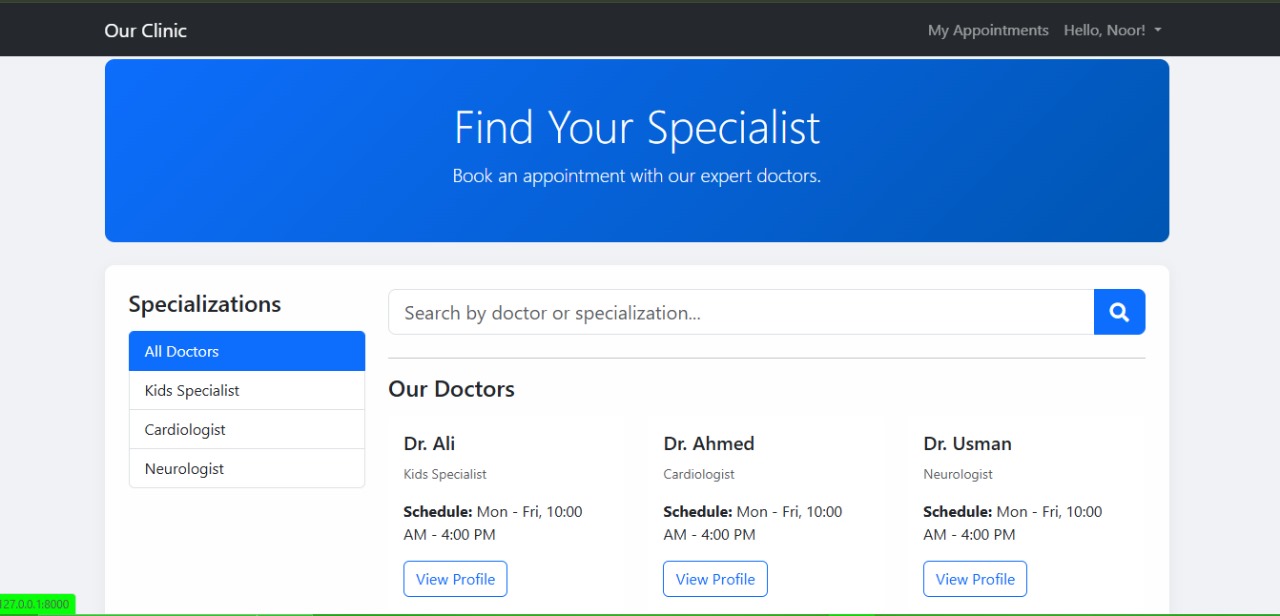 Our Clinic
My Appointments
Hello, Noor!
Find Your Specialist
Book an appointment with our expert doctors.
Specializations
All Doctors
Kids Specialist
Cardiologist
Neurologist
Search by doctor or specialization...
Our Doctors
Dr. Ali
Kids Specialist
Schedule: Mon - Fri, 10:00
AM - 4:00 PM
View Profile
Dr. Ahmed
Cardiologist
Schedule: Mon - Fri, 10:00
AM - 4:00 PM
View Profile
Dr. Usman
Neurologist
Schedule: Mon - Fri, 10:00
AM - 4:00 PM
View Profile
127.0.0.1:8000